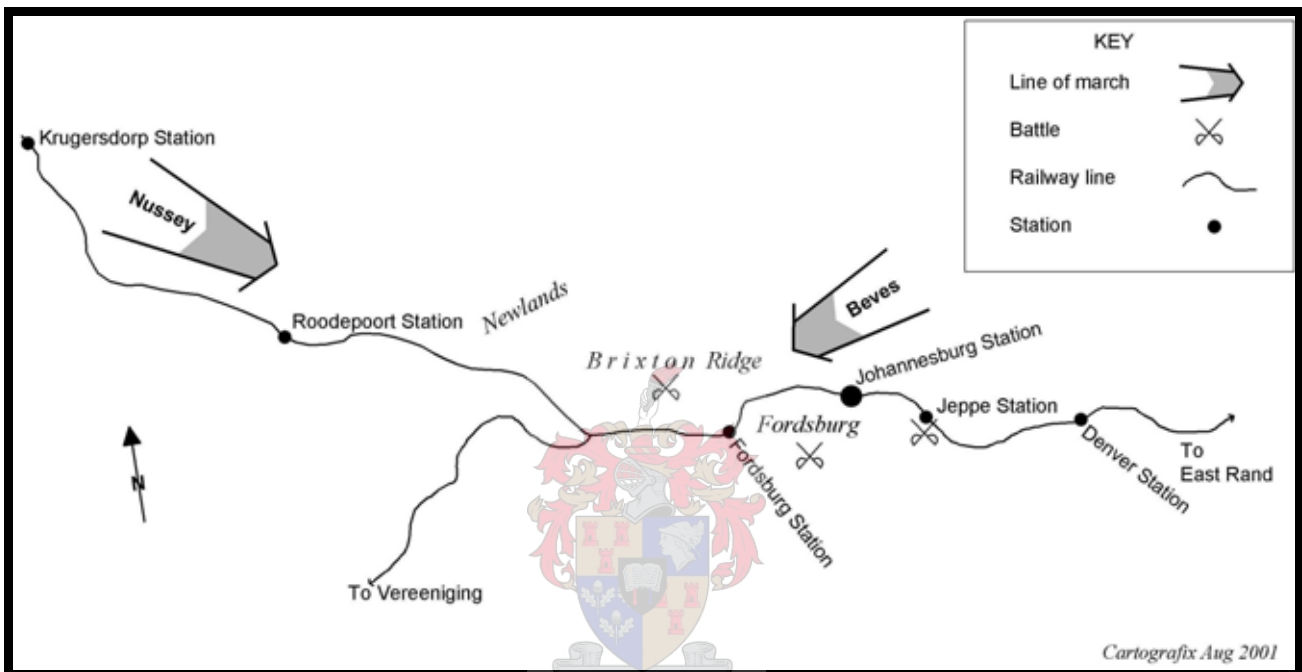 KEY
Line of march
Battle
Railway line
Station
Krugersdorp Station
Nussey
Roodepoort Station
Newlands
Brixton Ridge
Beves
Johannesburg Station
Jeppe Station
Fordsburg
Fordsburg Station
Denver Station
To
East Rand
N
To Vereeniging
Cartografix Aug 2001